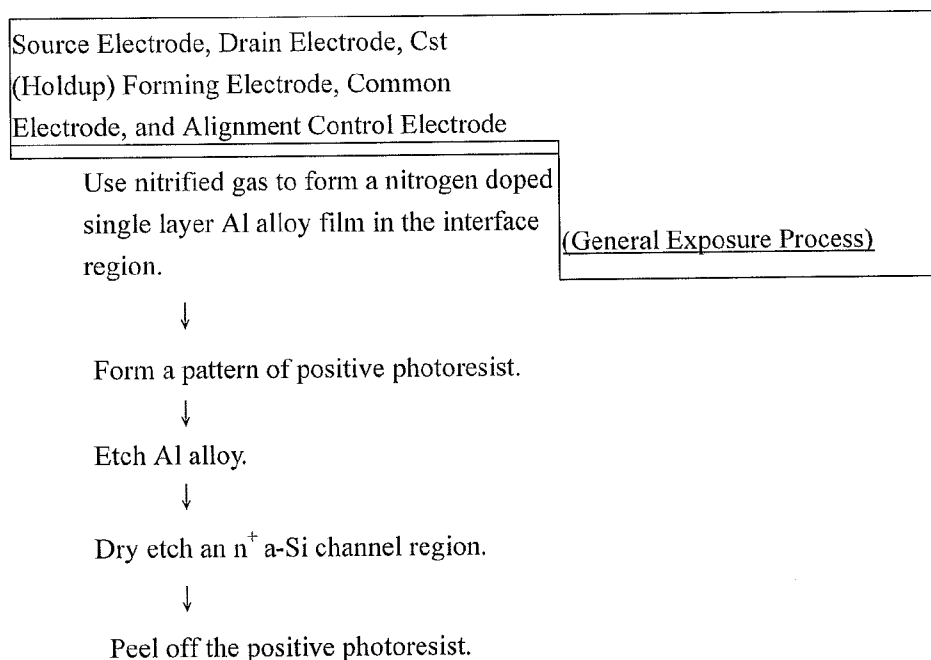 Source Electrode, Drain Electrode, Cst
(Holdup) Forming Electrode, Common
Electrode, and Alignment Control Electrode
Use nitrified gas to form a nitrogen doped
single layer Al alloy film in the interface
region.
(General Exposure Process)
↓
Form a pattern of positive photoresist.
↓
Etch Al alloy.
↓
Dry etch an n⁺ a-Si channel region.
↓
Peel off the positive photoresist.